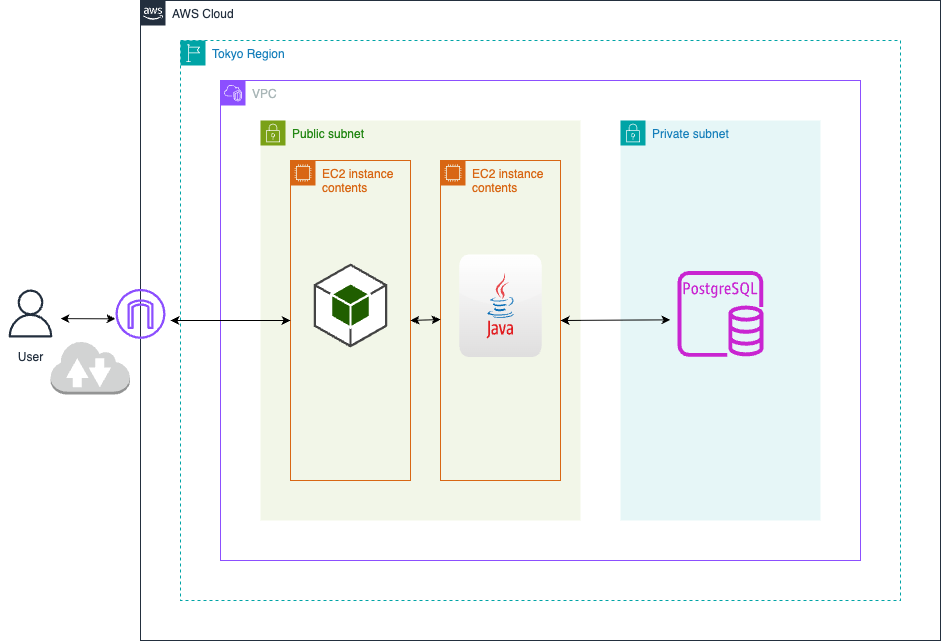 aws
AWS Cloud
Tokyo Region
VPC
Public subnet
Private subnet
EC2 instance
contents
EC2 instance
contents
PostgreSQL
Java
User